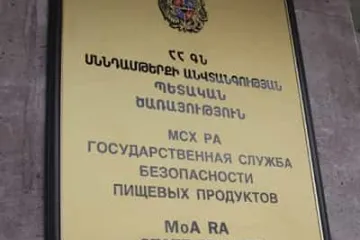 ՀՀ ԳՆ
ՍՆՆԴԱՄԹԵՐՔԻ ԱՆՎՏԱՆԳՈՒԹՅԱՆ
ՊԵՏԱԿԱՆ
ԾԱՌԱՅՈՒԹՅՈՒՆ
МСХ РА
ГОСУДАРСТВЕННАЯ СЛУЖБА
БЕЗОПАСНОСТИ
ПИЩЕВЫХ ПРОДУКТОВ
MoA RA